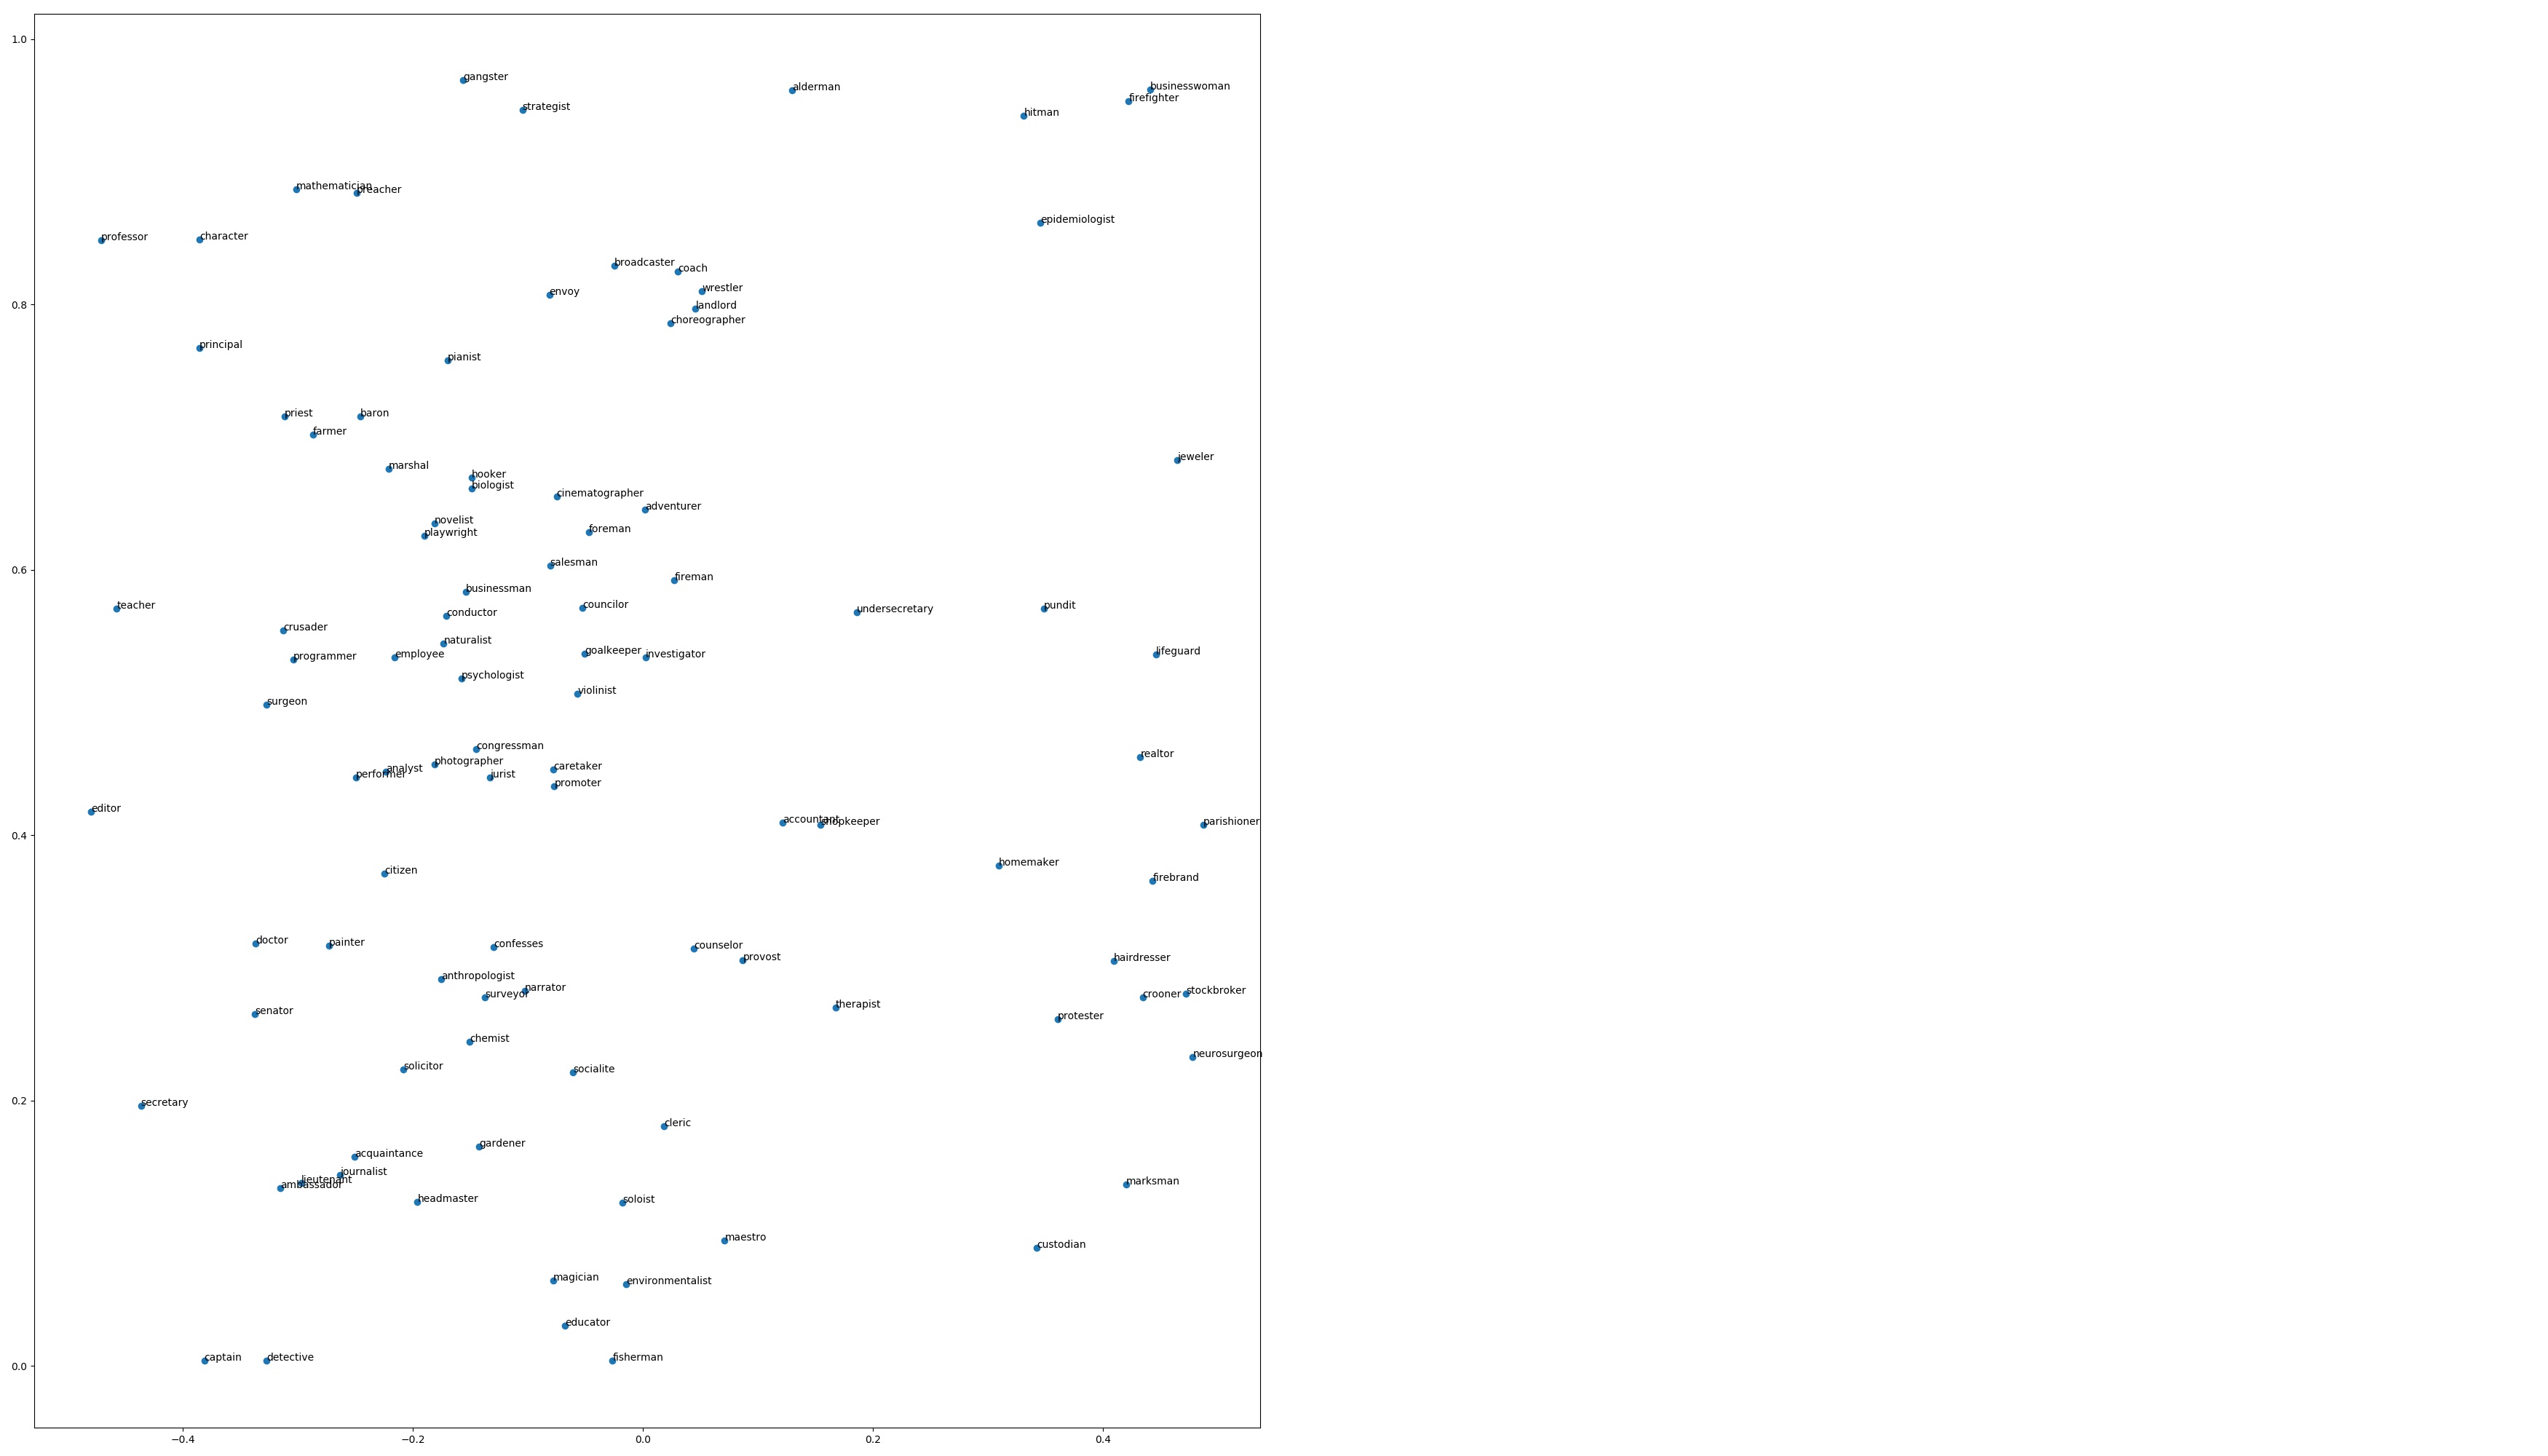 1.0
gangster
alderman
businesswoman
firefighter
strategist
hitman
mathematician
preacher
epidemiologist
professor
character
broadcaster
coach
envoy
wrestler
0.8
landlord
choreographer
principal
pianist
priest
baron
farmer
jeweler
marshal
hooker
biologist
cinematographer
adventurer
novelist
foreman
playwright
salesman
0.6
fireman
businessman
councilor
teacher
pundit
undersecretary
conductor
crusader
naturalist
goalkeeper
lifeguard
employee
investigator
programmer
psychologist
violinist
surgeon
congressman
realtor
photographer
caretaker
analyst
performer
jurist
promoter
editor
accountant
shopkeeper
parishioner
0.4
homemaker
citizen
firebrand
doctor
painter
confesses
counselor
provost
hairdresser
anthropologist
narrator
stockbroker
surveyor
crooner
therapist
senator
protester
chemist
neurosurgeon
solicitor
socialite
secretary
0.2
cleric
gardener
acquaintance
journalist
lieutenant
marksman
ambassador
headmaster
soloist
maestro
custodian
magician
environmentalist
educator
captain
detective
fisherman
0.0
−0.4
−0.2
0.0
0.2
0.4